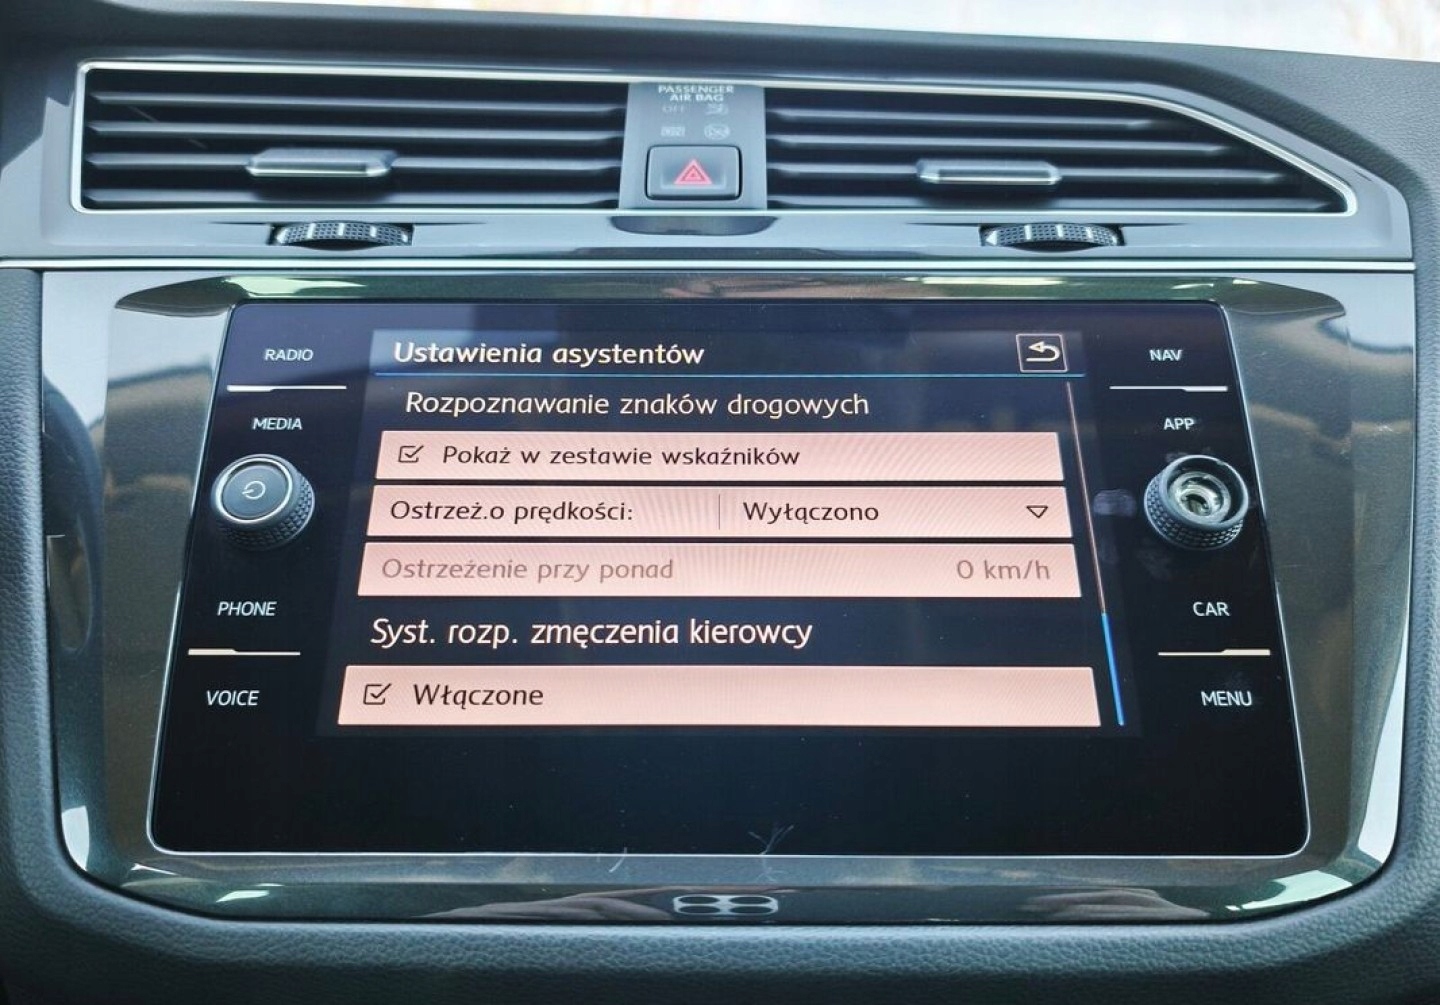 PASSENGER
AIR BAG
OFF
RADIO
MEDIA
PHONE
VOICE
Ustawienia asystentów
Rozpoznawanie znaków drogowych
Pokaż w zestawie wskaźników
Ostrzeż.o prędkości: Wyłączono
Ostrzeżenie przy ponad 0 km/h
Syst. rozp. zmęczenia kierowcy
Włączone
NAV
APP
CAR
MENU